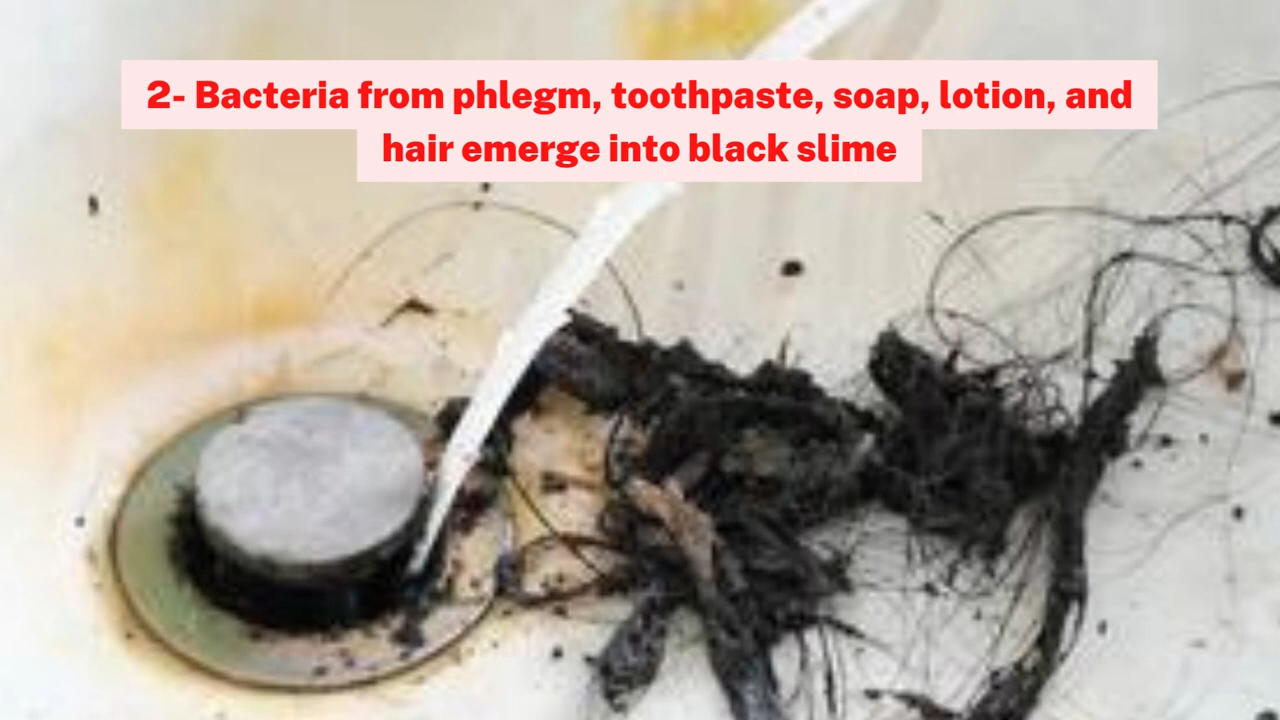 2- Bacteria from phlegm, toothpaste, soap, lotion, and
hair emerge into black slime